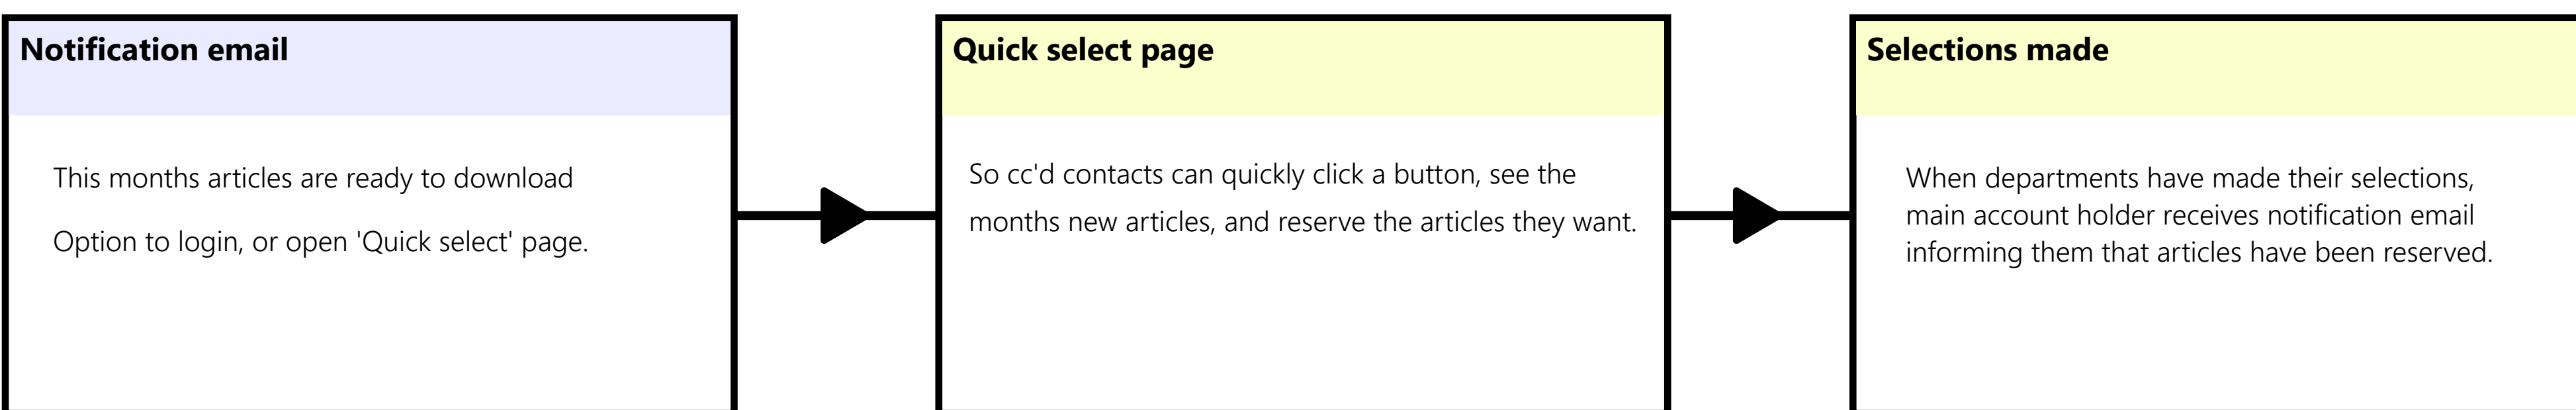 Notification email
This months articles are ready to download
Option to login, or open 'Quick select' page.
Quick select page
So cc'd contacts can quickly click a button, see the
months new articles, and reserve the articles they want.
Selections made
When departments have made their selections,
main account holder receives notification email
informing them that articles have been reserved.